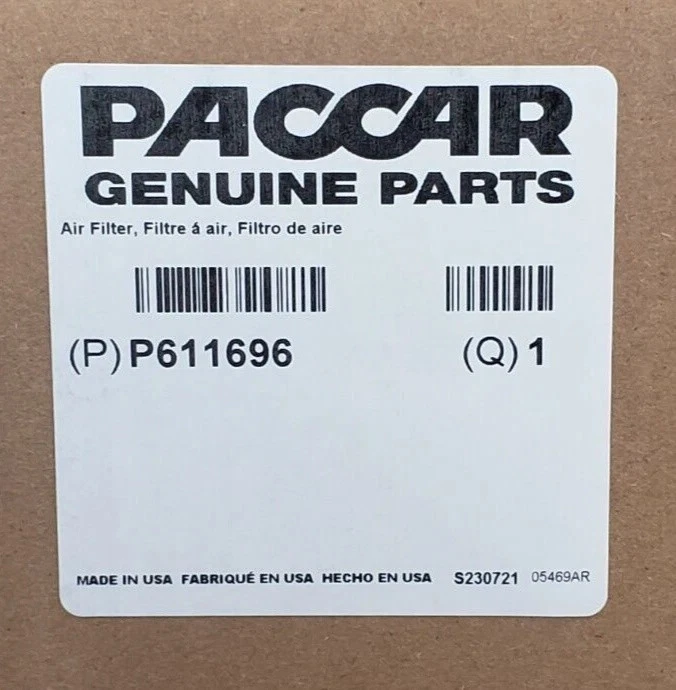 PACCAR
GENUINE PARTS
Air Filter, Filtre á air, Filtro de aire
(P) P611696 (Q) 1
MADE IN USA FABRIQUÉ EN USA HECHO EN USA S230721 05469AR